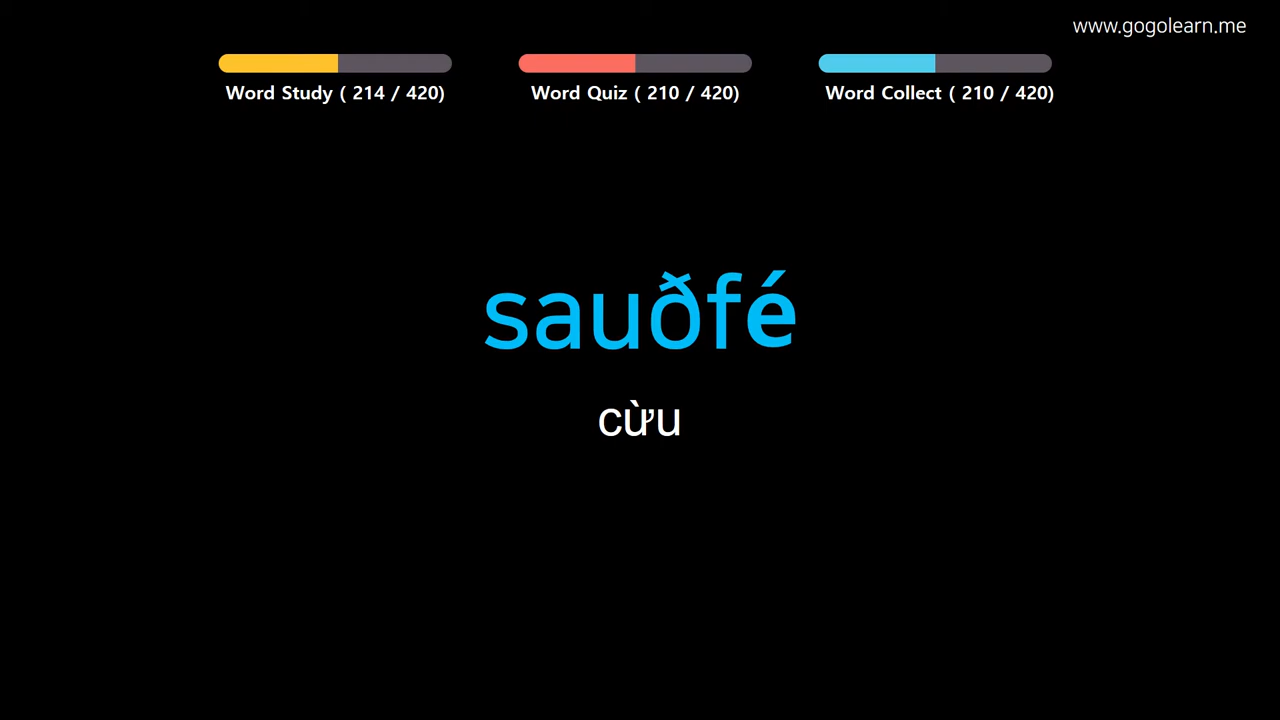 www.gogolearn.me
Word Study ( 214 / 420)
Word Quiz ( 210 / 420)
Word Collect ( 210 / 420)
sauðfé
cừu